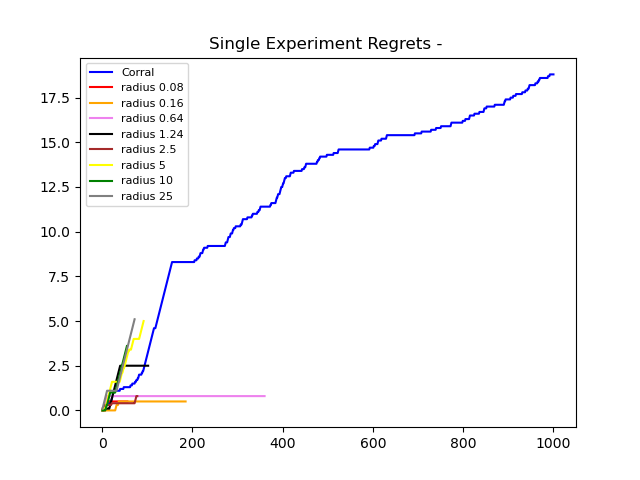 Single Experiment Regrets -
Corral
radius 0.08
radius 0.16
radius 0.64
radius 1.24
radius 2.5
radius 5
radius 10
radius 25
17.5
15.0
12.5
10.0
7.5
5.0
2.5
0.0
0 200 400 600 800 1000